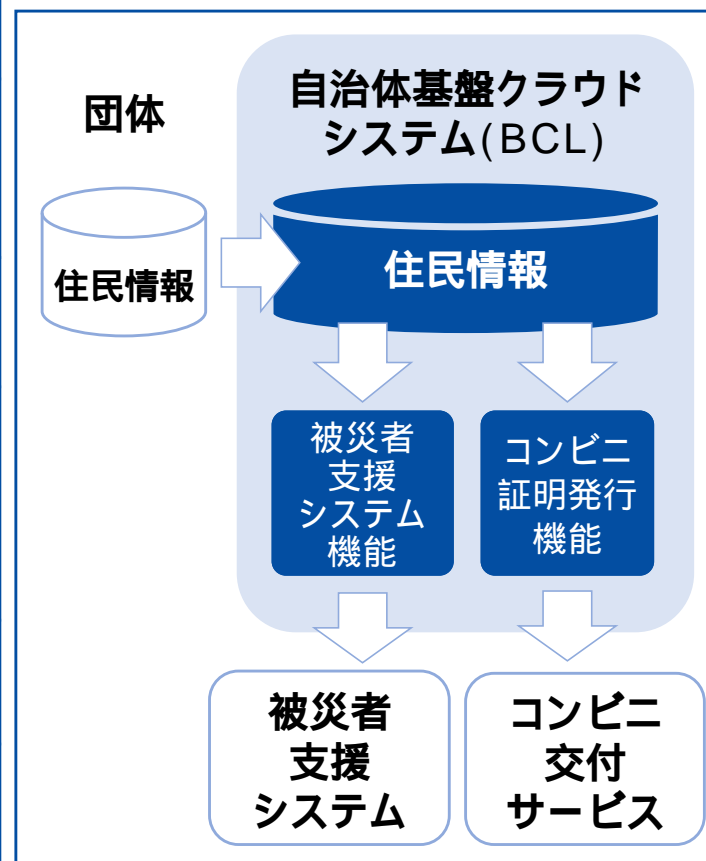 団体
自治体基盤クラウド
システム(BCL)
住民情報
住民情報
被災者
支援
システム
機能
コンビニ
証明発行
機能
被災者
支援
システム
コンビニ
交付
サービス